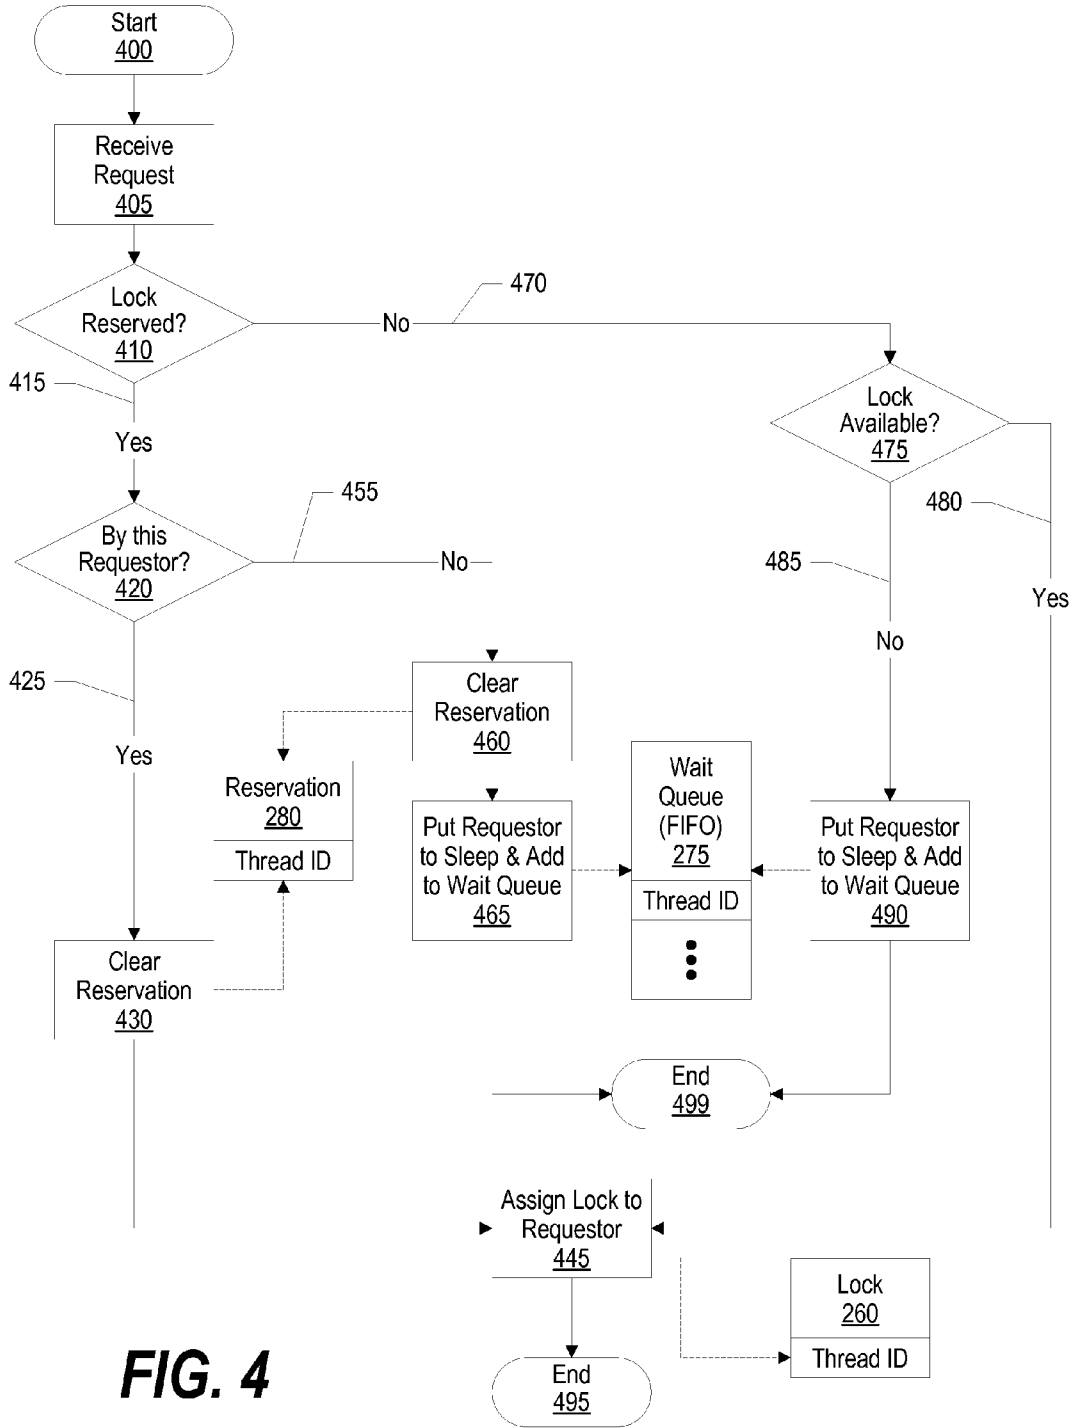 Start
400
Receive
Request
405
Lock
Reserved?
410
No
470
415
Yes
Lock
Available?
475
480
Yes
485
No
By this
Requestor?
420
455
No
425
Yes
Clear
Reservation
460
Reservation
280
Thread ID
Put Requestor
to Sleep & Add
to Wait Queue
465
Wait
Queue
(FIFO)
275
Thread ID
Put Requestor
to Sleep & Add
to Wait Queue
490
Clear
Reservation
430
End
499
Assign Lock to
Requestor
445
Lock
260
Thread ID
End
495
FIG. 4